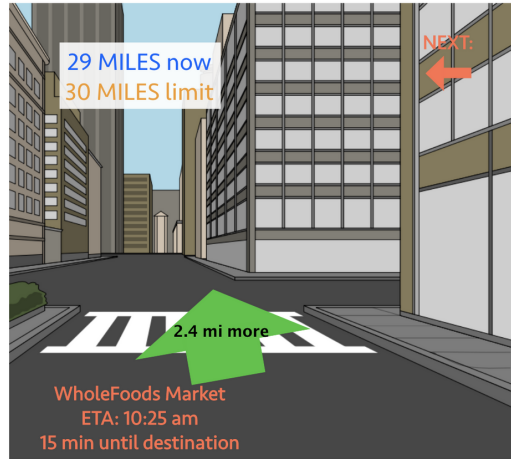 29 MILES now
30 MILES limit
NEXT:
2.4 mi more
WholeFoods Market
ETA: 10:25 am
15 min until destination